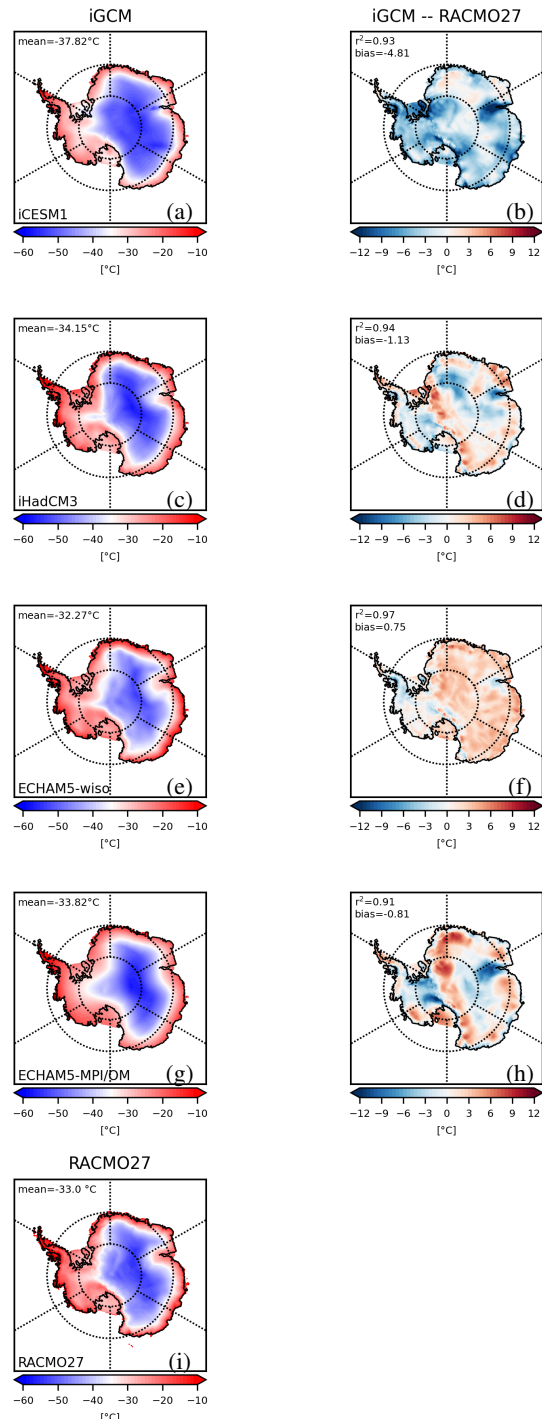 iGCM
iGCM -- RACMO27
mean=-37.82°C
iCESM1
(a)
−60 −50 −40 −30 −20 −10
[°C]
r²=0.93
bias=-4.81
(b)
−12 −9 −6 −3 0 3 6 9 12
[°C]
mean=-34.15°C
iHadCM3
(c)
−60 −50 −40 −30 −20 −10
[°C]
r²=0.94
bias=-1.13
(d)
−12 −9 −6 −3 0 3 6 9 12
[°C]
mean=-32.27°C
ECHAM5-wiso
(e)
−60 −50 −40 −30 −20 −10
[°C]
r²=0.97
bias=0.75
(f)
−12 −9 −6 −3 0 3 6 9 12
[°C]
mean=-33.82°C
ECHAM5-MPI/OM
(g)
−60 −50 −40 −30 −20 −10
[°C]
r²=0.91
bias=-0.81
(h)
−12 −9 −6 −3 0 3 6 9 12
[°C]
RACMO27
mean=-33.0 °C
RACMO27
(i)
−60 −50 −40 −30 −20 −10
[°C]